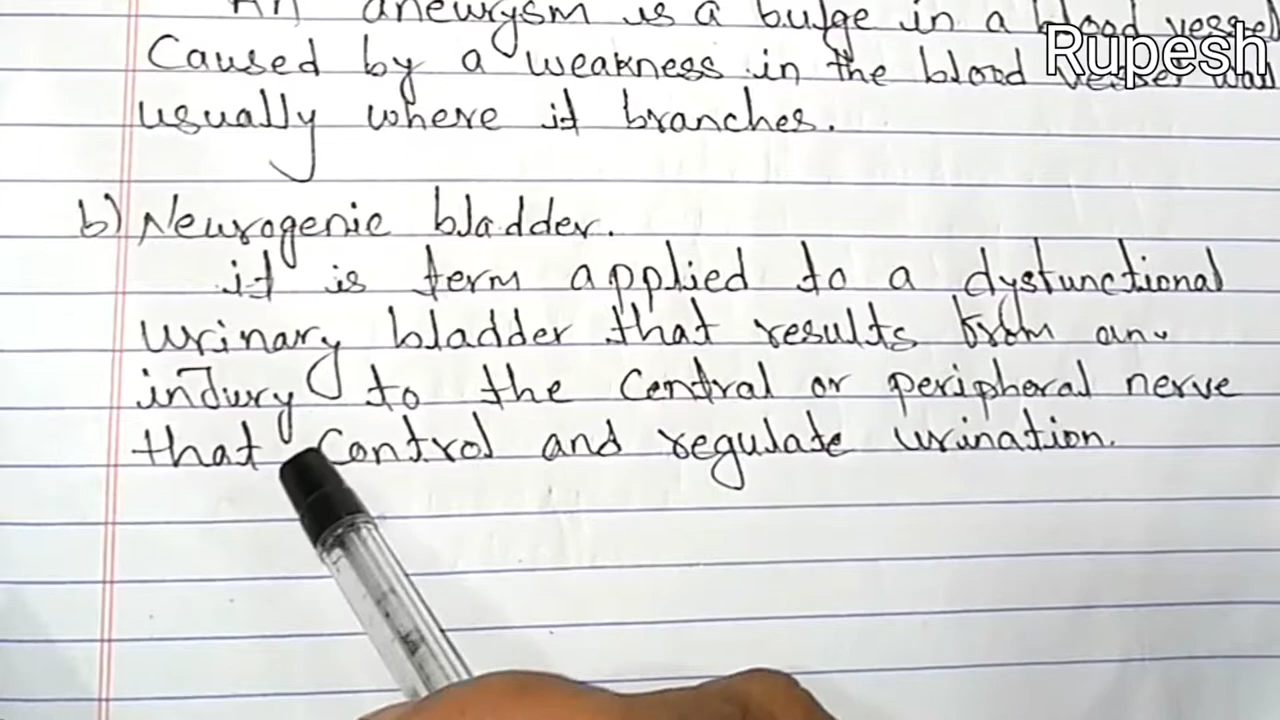 An aneurysm is a bulge in a blood vessel
Rupesh
Caused by a weakness in the blood vessel wall
usually where it branches.
b) Neurogenic bladder.
it is term applied to a dysfunctional
urinary bladder that results from an
injury to the central or peripheral nerve
that control and regulate urination.